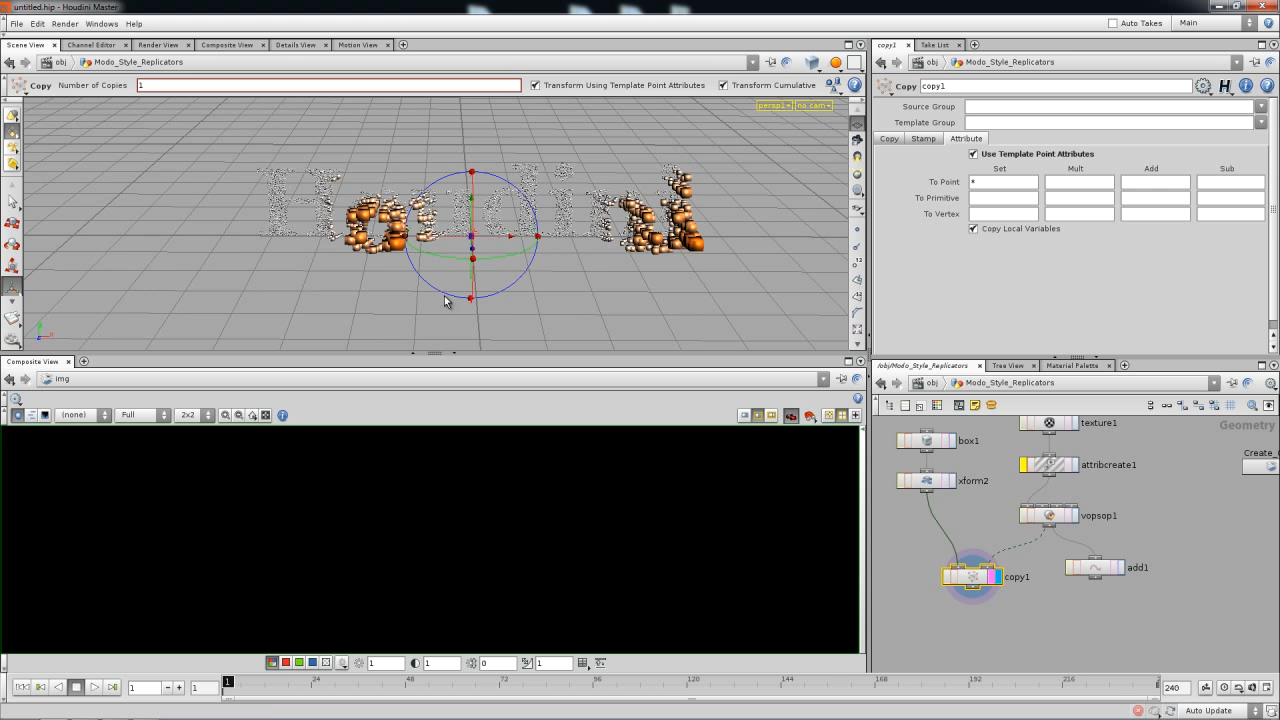 untitled.hip - Houdini Master
File Edit Render Windows Help
Auto Takes Main
Scene View Channel Editor Render View Composite View Details View Motion View
obj Modo_Style_Replicators
Copy Number of Copies 1 Transform Using Template Point Attributes Transform Cumulative
persp1 no cam
Houdini
copy1 Take List
obj Modo_Style_Replicators
Copy copy1
Source Group
Template Group
Copy Stamp Attribute
Use Template Point Attributes
Set Mult Add Sub
To Point *
To Primitive
To Vertex
Copy Local Variables
Composite View
img
(none) Full 2x2
1 1 0 1
/obj/Modo_Style_Replicators Tree View Material Palette
obj Modo_Style_Replicators
Geometry
texture1
box1
attribcreate1
xform2
vopsop1
copy1
add1
Create_
1 1 1 24 48 72 96 120 144 168 192 216 2 240
Auto Update